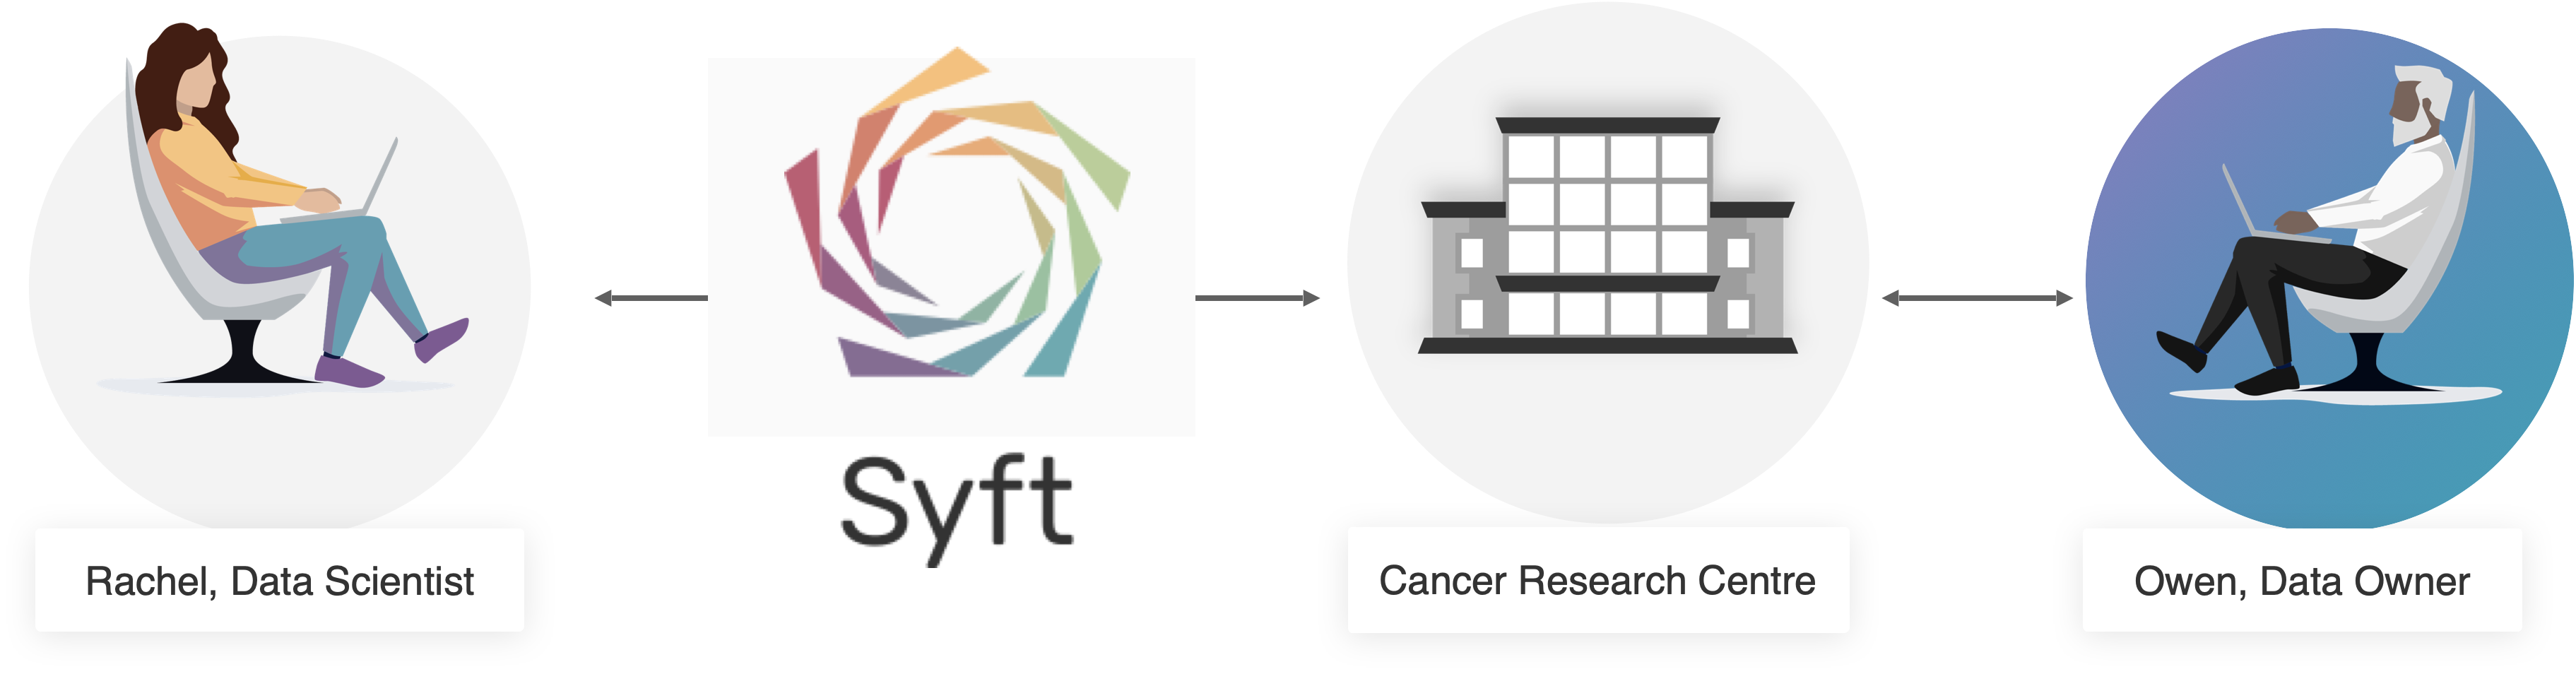 Syft
Rachel, Data Scientist
Cancer Research Centre
Owen, Data Owner